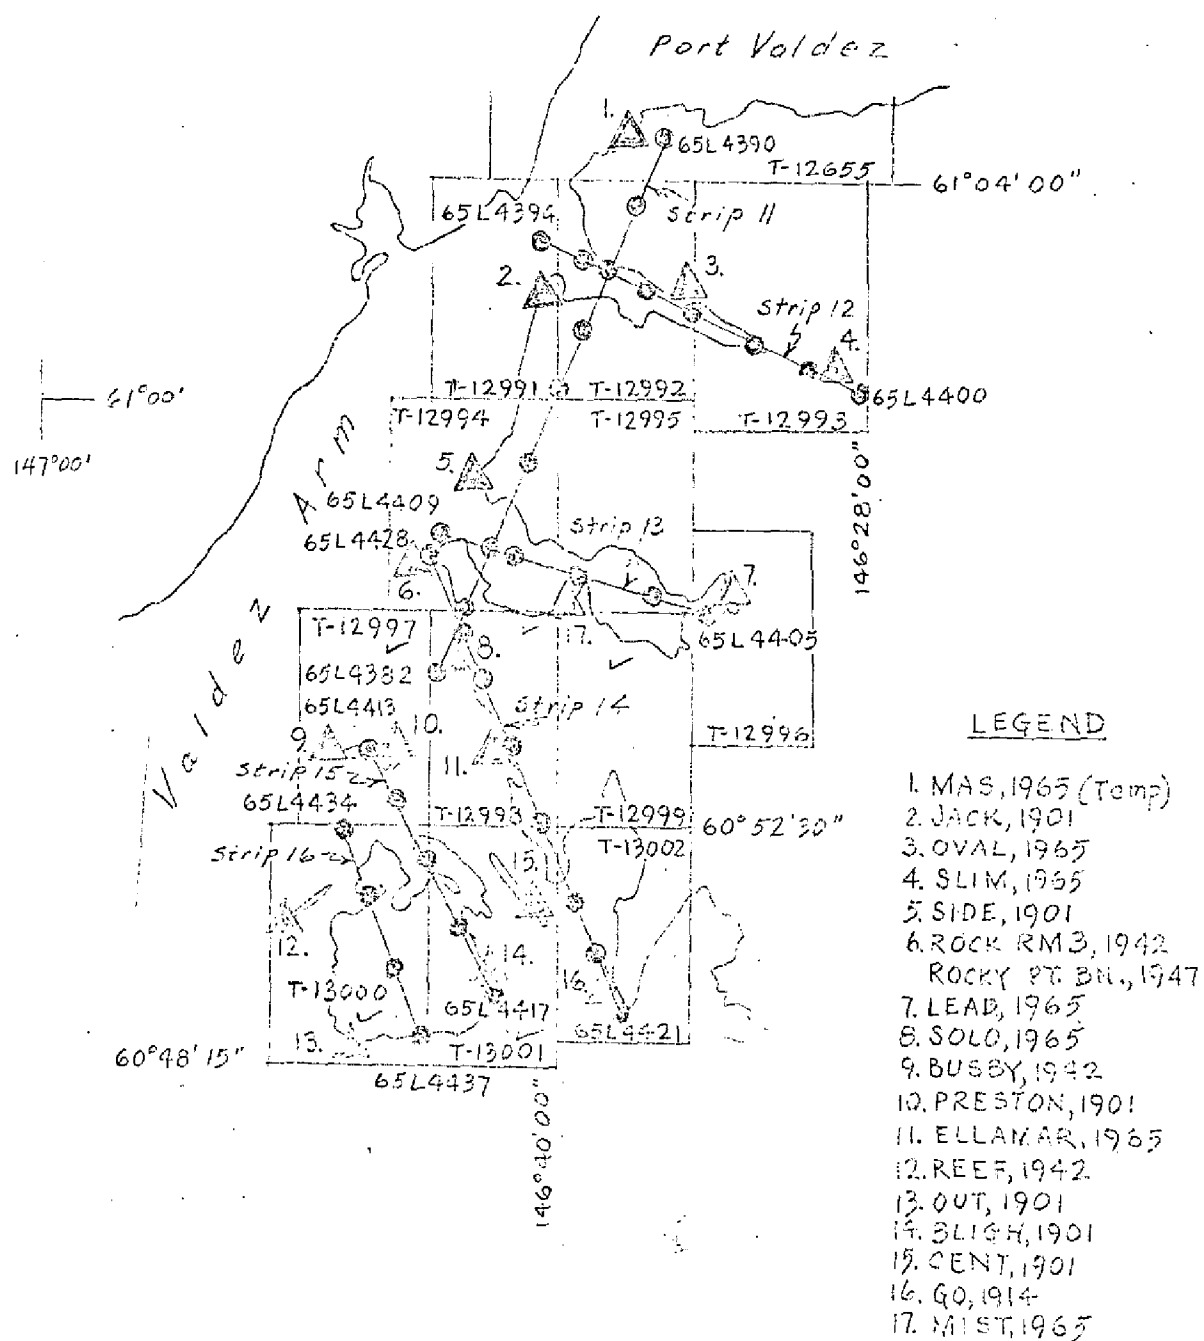 Port Valdez
1.
65L4390
T-12655
61°04'00"
65L4394
Strip 11
2.
3.
Strip 12
4.
61°00'
T-12991
T-12992
65L4400
T-12994
T-12995
T-12993
147°00'
Valdez Arm
5.
146°28'00"
65L4409
Strip 13
65L4428
6.
7.
T-12997
17.
65L4405
8.
65L4382
65L4413
10.
Strip 14
9.
11.
T-12996
Strip 15
65L4434
T-12998
T-12999
60°52'30"
Strip 16
15.
T-13002
12.
14.
16.
T-13000
65L4417
65L4421
13.
60°48'15"
T-13001
65L4437
146°40'00"
LEGEND
1. MAS, 1965 (Temp)
2. JACK, 1901
3. OVAL, 1965
4. SLIM, 1965
5. SIDE, 1901
6. ROCK RM 3, 1942
ROCKY PT. BN., 1947
7. LEAD, 1965
8. SOLO, 1965
9. BUSBY, 1942
10. PRESTON, 1901
11. ELLAMAR, 1965
12. REEF, 1942
13. OUT, 1901
14. BLIGH, 1901
15. CENT, 1901
16. GO, 1914
17. MIST, 1965